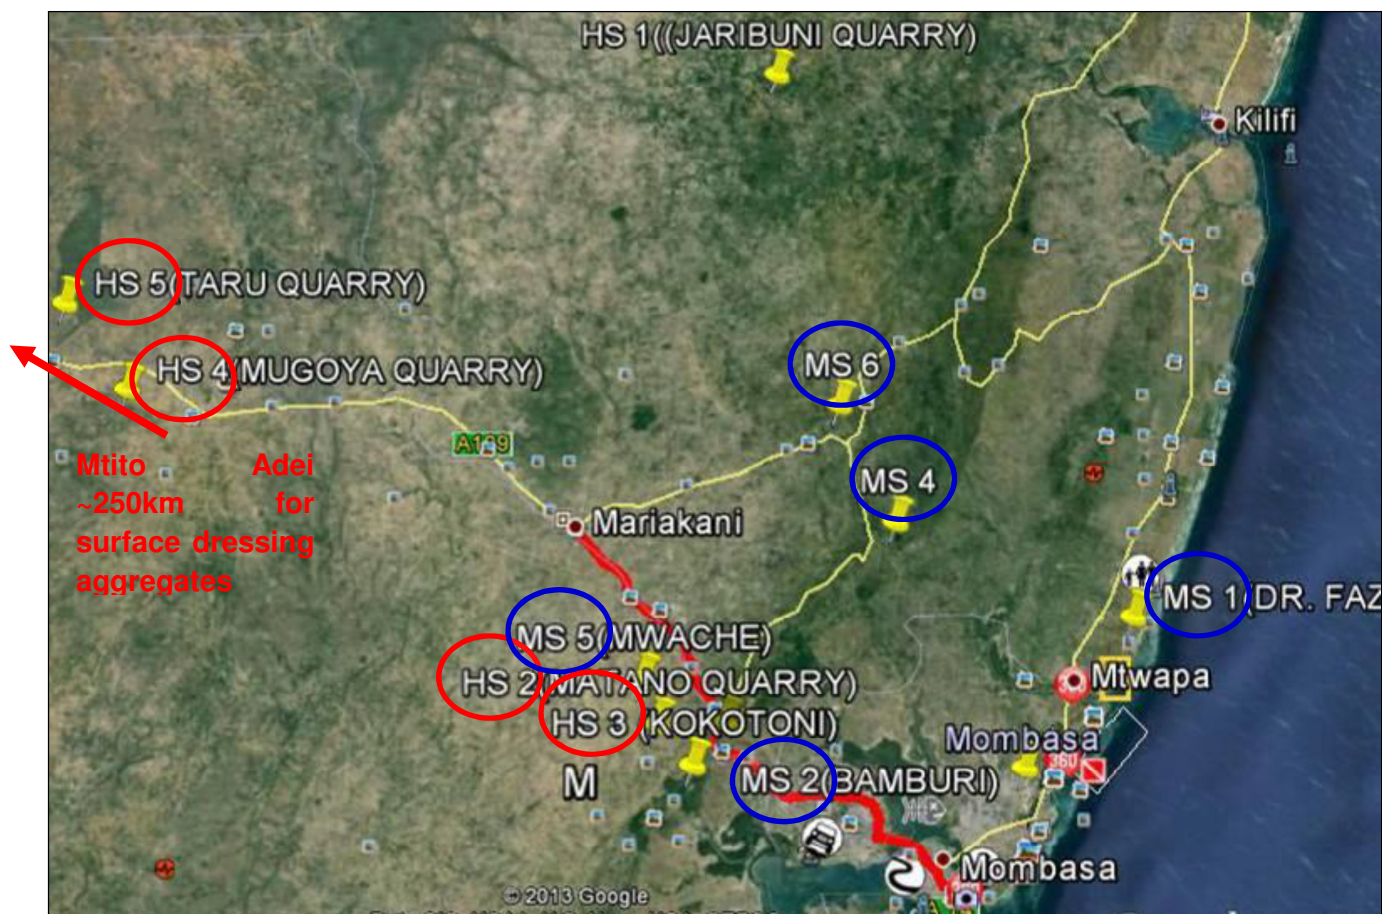 HS 1((JARIBUNI QUARRY)
Kilifi
HS 5(TARU QUARRY)
HS 4(MUGOYA QUARRY)
MS 6
A109
Mtito Adei
~250km for
surface dressing
aggregates
MS 4
Mariakani
MS 1(DR. FAZ
MS 5(MWACHE)
HS 2(MATANO QUARRY)
Mtwapa
HS 3 (KOKOTONI)
Mombasa
360
M
MS 2(BAMBURI)
Mombasa
© 2013 Google